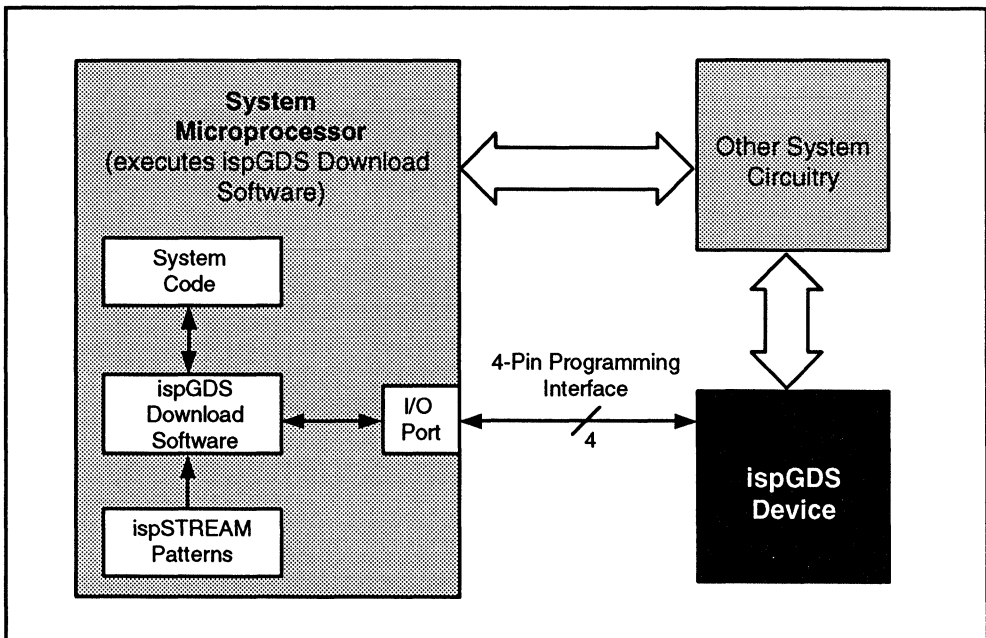 System
Microprocessor
(executes ispGDS Download
Software)
Other System
Circuitry
System
Code
4-Pin Programming
Interface
ispGDS
Download
Software
I/O
Port
4
ispGDS
Device
ispSTREAM
Patterns